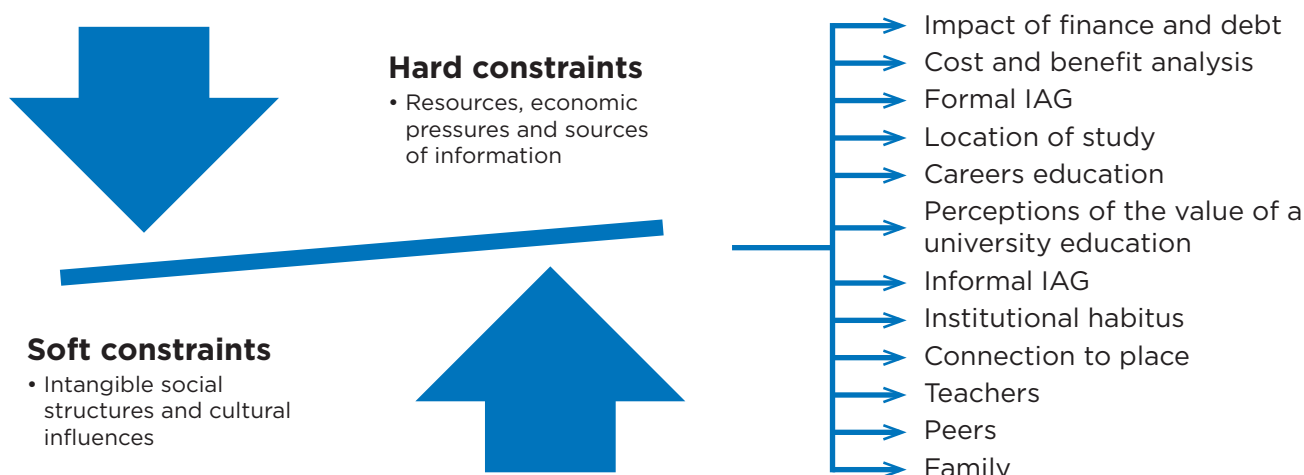 Hard constraints
• Resources, economic
pressures and sources
of information
Soft constraints
• Intangible social
structures and cultural
influences
Impact of finance and debt
Cost and benefit analysis
Formal IAG
Location of study
Careers education
Perceptions of the value of a
university education
Informal IAG
Institutional habitus
Connection to place
Teachers
Peers
Family